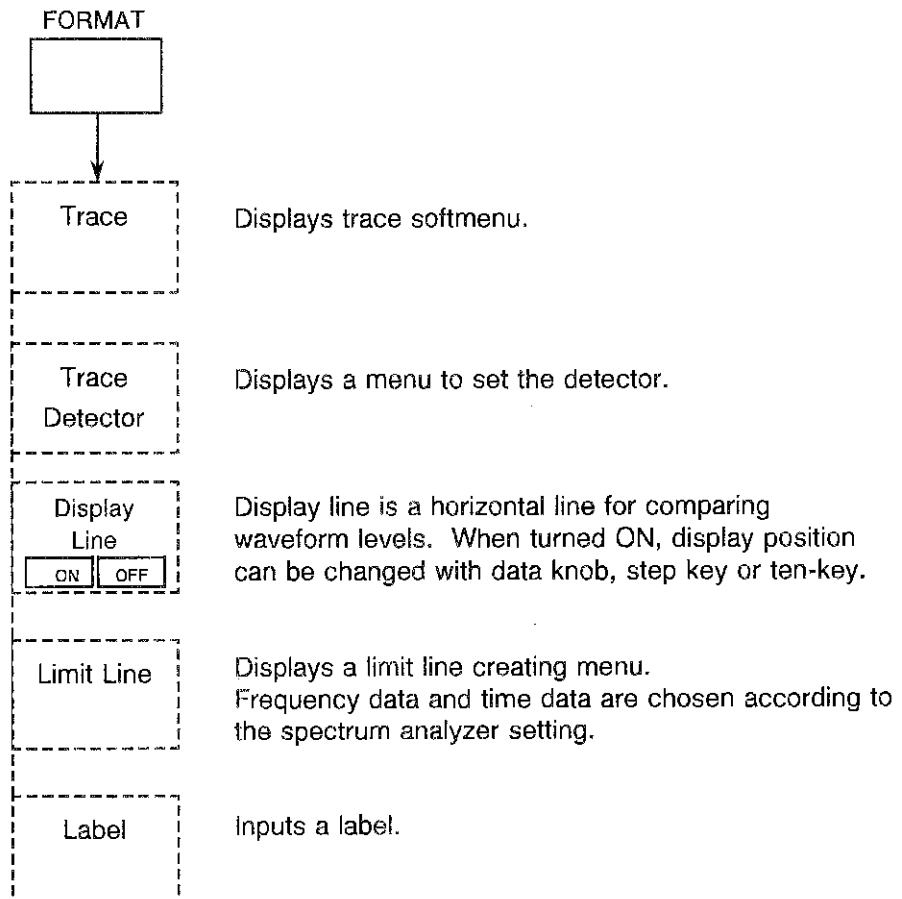 FORMAT
Trace
Displays trace softmenu.
Trace
Detector
Displays a menu to set the detector.
Display
Line
ON OFF
Display line is a horizontal line for comparing
waveform levels. When turned ON, display position
can be changed with data knob, step key or ten-key.
Limit Line
Displays a limit line creating menu.
Frequency data and time data are chosen according to
the spectrum analyzer setting.
Label
Inputs a label.